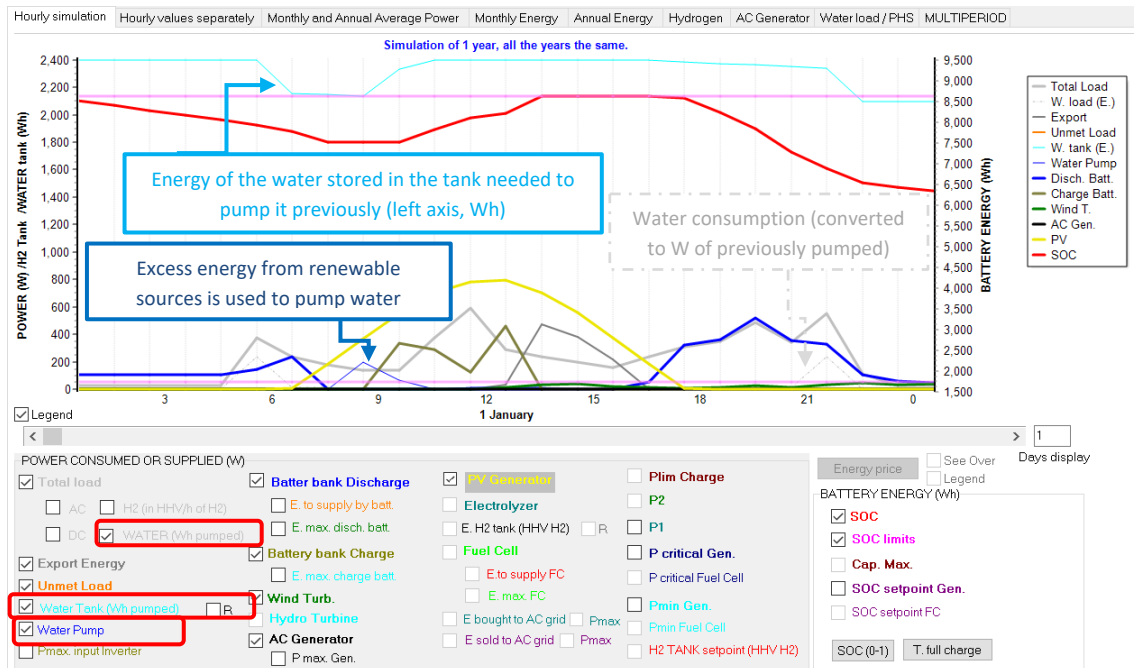 Hourly simulation Hourly values separately Monthly and Annual Average Power Monthly Energy Annual Energy Hydrogen AC Generator Water load / PHS MULTIPERIOD
Simulation of 1 year, all the years the same.
POWER (W) /H2 Tank /WATER tank (Wh)
2,400
2,200
2,000
1,800
1,600
1,400
1,200
1,000
800
600
400
200
0
9,500
9,000
8,500
8,000
7,500
7,000
6,500
6,000
5,500
5,000
4,500
4,000
3,500
3,000
2,500
2,000
1,500
BATTERY ENERGY (Wh)
Energy of the water stored in the tank needed to
pump it previously (left axis, Wh)
Water consumption (converted
to W of previously pumped)
Excess energy from renewable
sources is used to pump water
3 6 9 12 15 18 21 0
1 January
Total Load
W. load (E.)
Export
Unmet Load
W. tank (E.)
Water Pump
Disch. Batt.
Charge Batt.
Wind T.
AC Gen.
PV
SOC
Legend
< > 1
Days display
POWER CONSUMED OR SUPPLIED (W)
Total load
AC H2 (in HHV/h of H2)
DC WATER (Wh pumped)
Export Energy
Unmet Load
Water Tank (Wh pumped) R
Water Pump
Pmax. input Inverter
Batter bank Discharge
E. to supply by batt.
E. max. disch. batt.
Battery bank Charge
E. max. charge batt.
Wind Turb.
Hydro Turbine
AC Generator
P max. Gen.
PV Generator
Electrolyzer
E. H2 tank (HHV H2) R
Fuel Cell
E.to supply FC
E. max. FC
E bought to AC grid Pmax
E sold to AC grid Pmax
Plim Charge
P2
P1
P critical Gen.
P critical Fuel Cell
Pmin Gen.
Pmin Fuel Cell
H2 TANK setpoint (HHV H2)
Energy price
See Over
Legend
BATTERY ENERGY (Wh)
SOC
SOC limits
Cap. Max.
SOC setpoint Gen.
SOC setpoint FC
SOC (0-1) T. full charge